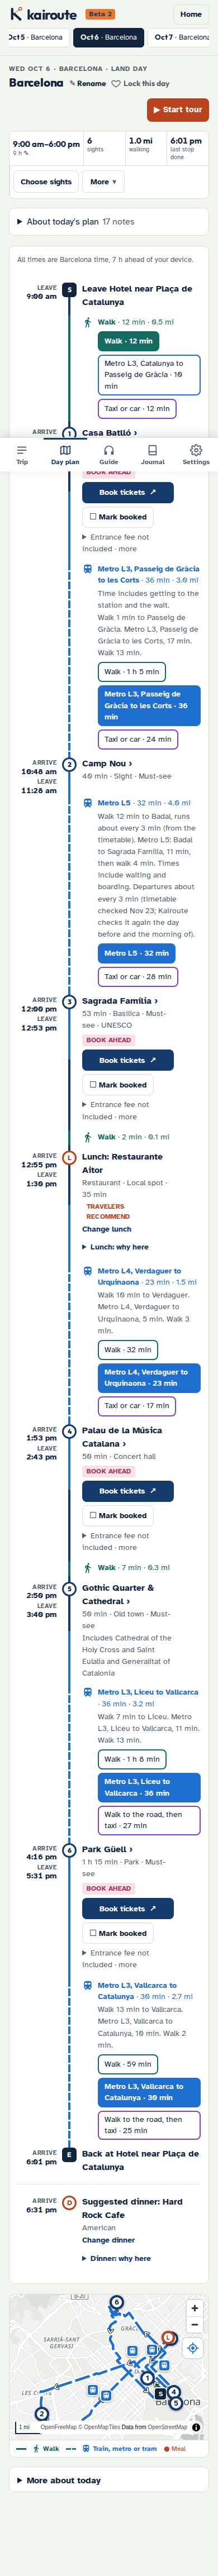 kairoute Beta 2 Home
Oct 5 · Barcelona Oct 6 · Barcelona Oct 7 · Barcelona
WED OCT 6 · BARCELONA · LAND DAY
Barcelona Rename Lock this day
▶ Start tour
9:00 am–6:00 pm
9 h
6
sights
1.0 mi
walking
6:01 pm
last stop
done
Choose sights More ▼
▶ About today's plan 17 notes
All times are Barcelona time, 7 h ahead of your device.
LEAVE
9:00 am
S
Leave Hotel near Plaça de
Catalunya
Walk · 12 min · 0.5 mi
Walk · 12 min
Metro L3, Catalunya to
Passeig de Gràcia · 10
min
Taxi or car · 12 min
ARRIVE
1
Casa Batlló ›
Trip Day plan Guide Journal Settings
BOOK AHEAD
Book tickets ↗
☐ Mark booked
▶ Entrance fee not
included · more
Metro L3, Passeig de Gràcia
to les Corts · 36 min · 3.0 mi
Time includes getting to the
station and the wait.
Walk 1 min to Passeig de
Gràcia. Metro L3, Passeig de
Gràcia to les Corts, 17 min.
Walk 13 min.
Walk · 1 h 5 min
Metro L3, Passeig de
Gràcia to les Corts · 36
min
Taxi or car · 24 min
ARRIVE
10:48 am
LEAVE
11:28 am
2
Camp Nou ›
40 min · Sight · Must-see
Metro L5 · 32 min · 4.0 mi
Walk 12 min to Badal, runs
about every 3 min (from the
timetable). Metro L5: Badal
to Sagrada Família, 11 min,
then walk 4 min. Times
include waiting and
boarding. Departures about
every 3 min (timetable
checked Nov 23; Kairoute
checks it again as the day
before and the morning of).
Metro L5 · 32 min
Taxi or car · 28 min
ARRIVE
12:00 pm
LEAVE
12:53 pm
3
Sagrada Família ›
53 min · Basilica · Must-
see · UNESCO
BOOK AHEAD
Book tickets ↗
☐ Mark booked
▶ Entrance fee not
included · more
Walk · 2 min · 0.1 mi
ARRIVE
12:55 pm
LEAVE
1:30 pm
L
Lunch: Restaurante
Aitor
Restaurant · Local spot ·
35 min
TRAVELERS
RECOMMEND
Change lunch
▶ Lunch: why here
Metro L4, Verdaguer to
Urquinaona · 23 min · 1.5 mi
Walk 10 min to Verdaguer.
Metro L4, Verdaguer to
Urquinaona, 5 min. Walk 3
min.
Walk · 32 min
Metro L4, Verdaguer to
Urquinaona · 23 min
Taxi or car · 17 min
ARRIVE
1:53 pm
LEAVE
2:43 pm
4
Palau de la Música
Catalana ›
50 min · Concert hall
BOOK AHEAD
Book tickets ↗
☐ Mark booked
▶ Entrance fee not
included · more
Walk · 7 min · 0.3 mi
ARRIVE
2:50 pm
LEAVE
3:40 pm
5
Gothic Quarter &
Cathedral ›
50 min · Old town · Must-
see
Includes Cathedral of the
Holy Cross and Saint
Eulalia and Generalitat of
Catalonia
Metro L3, Liceu to Vallcarca
· 36 min · 3.2 mi
Walk 7 min to Liceu. Metro
L3, Liceu to Vallcarca, 11 min.
Walk 13 min.
Walk · 1 h 8 min
Metro L3, Liceu to
Vallcarca · 36 min
Walk to the road, then
taxi · 27 min
ARRIVE
4:16 pm
LEAVE
5:31 pm
6
Park Güell ›
1 h 15 min · Park · Must-
see
BOOK AHEAD
Book tickets ↗
☐ Mark booked
▶ Entrance fee not
included · more
Metro L3, Vallcarca to
Catalunya · 30 min · 2.7 mi
Walk 13 min to Vallcarca.
Metro L3, Vallcarca to
Catalunya, 10 min. Walk 2
min.
Walk · 59 min
Metro L3, Vallcarca to
Catalunya · 30 min
Walk to the road, then
taxi · 25 min
ARRIVE
6:01 pm
E
Back at Hotel near Plaça de
Catalunya
ARRIVE
6:31 pm
D
Suggested dinner: Hard
Rock Cafe
American
Change dinner
▶ Dinner: why here
B-20
6
SARRIÀ-SANT
GERVASI
L
1
S
4
5
2
+
−
1 mi
OpenFreeMap © OpenMapTiles Data from OpenStreetMap
Walk Train, metro or tram Meal
▶ More about today